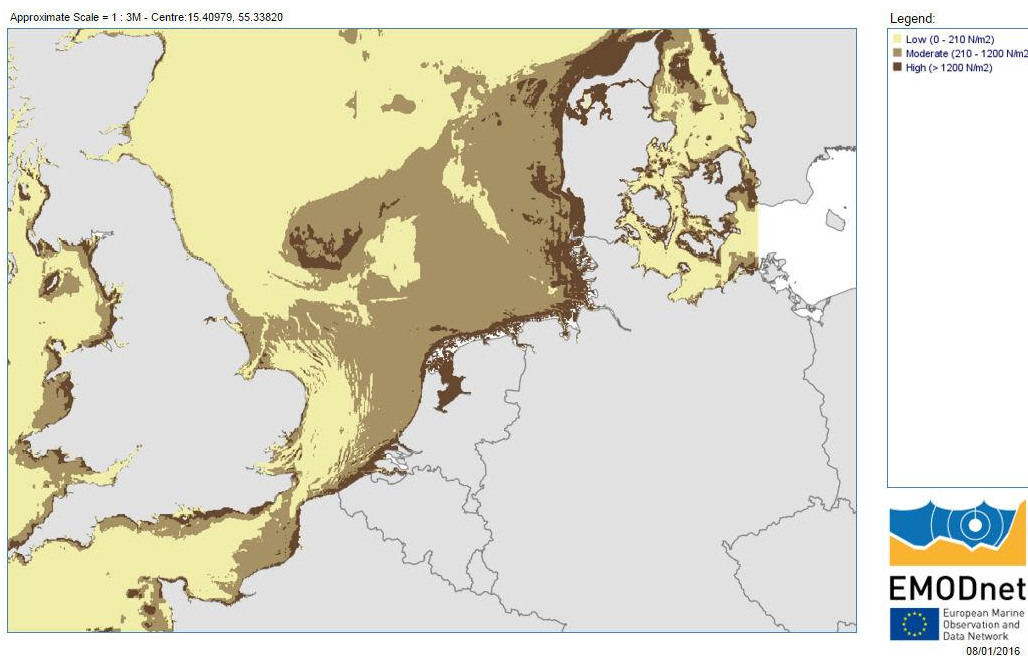 Approximate Scale = 1 : 3M - Centre:15.40979, 55.33820
Legend:
Low (0 - 210 N/m2)
Moderate (210 - 1200 N/m2
High (> 1200 N/m2)
EMODnet
European Marine
Observation and
Data Network
08/01/2016